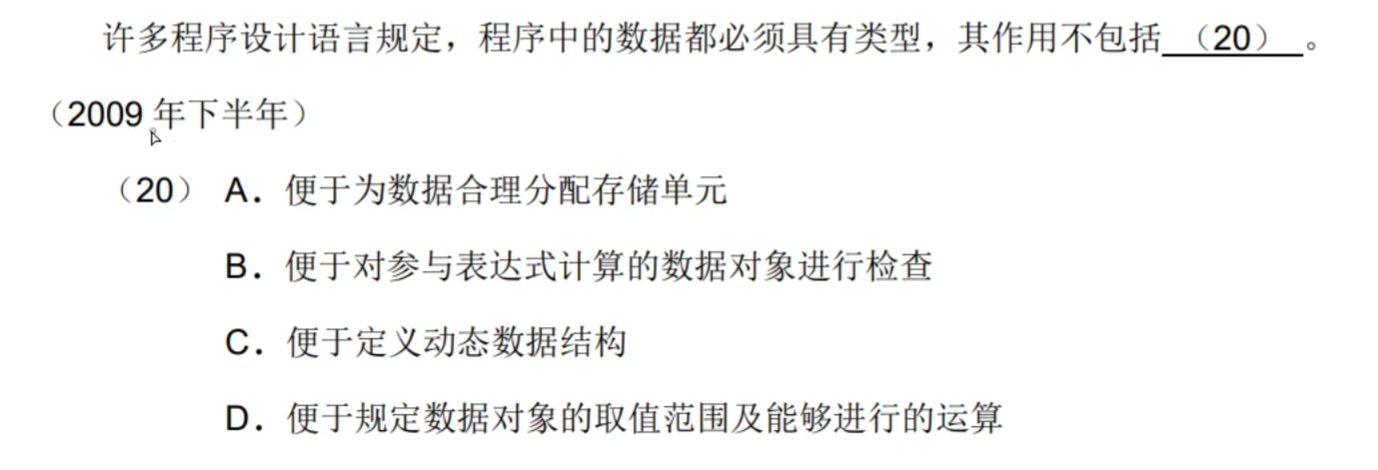 许多程序设计语言规定，程序中的数据都必须具有类型，其作用不包括（20）。
（2009 年下半年）
（20） A．便于为数据合理分配存储单元
B．便于对参与表达式计算的数据对象进行检查
C．便于定义动态数据结构
D．便于规定数据对象的取值范围及能够进行的运算